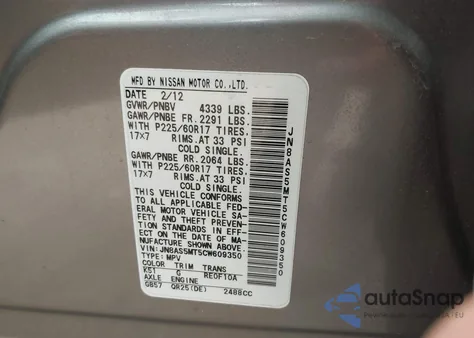 MFD BY NISSAN MOTOR CO.,LTD.
DATE 2/12
GVWR/PNBV 4339 LBS.
GAWR/PNBE FR. 2291 LBS.
WITH P225/60R17 TIRES.
17×7 RIMS.AT 33 PSI
COLD SINGLE.
GAWR/PNBE RR. 2064 LBS.
WITH P225/60R17 TIRES.
17×7 RIMS.AT 33 PSI
COLD SINGLE.
THIS VEHICLE CONFORMS
TO ALL APPLICABLE FED-
ERAL MOTOR VEHICLE SA-
FETY AND THEFT PREVEN-
TION STANDARDS IN EFF-
ECT ON THE DATE OF MA-
NUFACTURE SHOWN ABOVE.
VIN:JN8AS5MT5CW609350
TYPE: MPV
COLOR TRIM TRANS
K51 G RE0F10A
AXLE ENGINE
GB57 QR25(DE) 2488CC
JN8AS5MT5CW609350
autoSnap